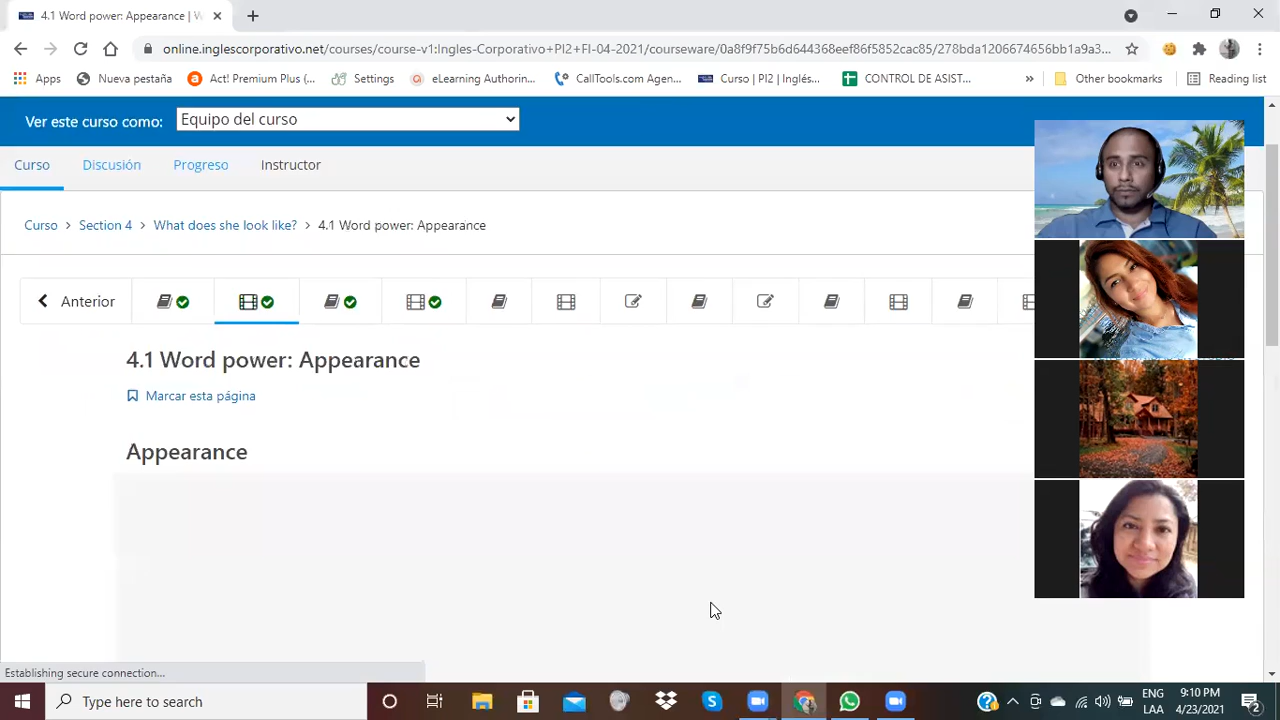 4.1 Word power: Appearance | W
online.inglescorporativo.net/courses/course-v1:Ingles-Corporativo+PI2+FI-04-2021/courseware/0a8f9f75b6d644368eef86f5852cac85/278bda1206674656bb1a9a3...
Apps Nueva pestaña Act! Premium Plus (... Settings eLearning Authorin... CallTools.com Agen... Curso | PI2 | Inglés... CONTROL DE ASIST... » Other bookmarks Reading list
Ver este curso como: Equipo del curso
Curso Discusión Progreso Instructor
Curso > Section 4 > What does she look like? > 4.1 Word power: Appearance
Anterior
4.1 Word power: Appearance
Marcar esta página
Appearance
Establishing secure connection...
Type here to search
ENG 9:10 PM
LAA 4/23/2021 2